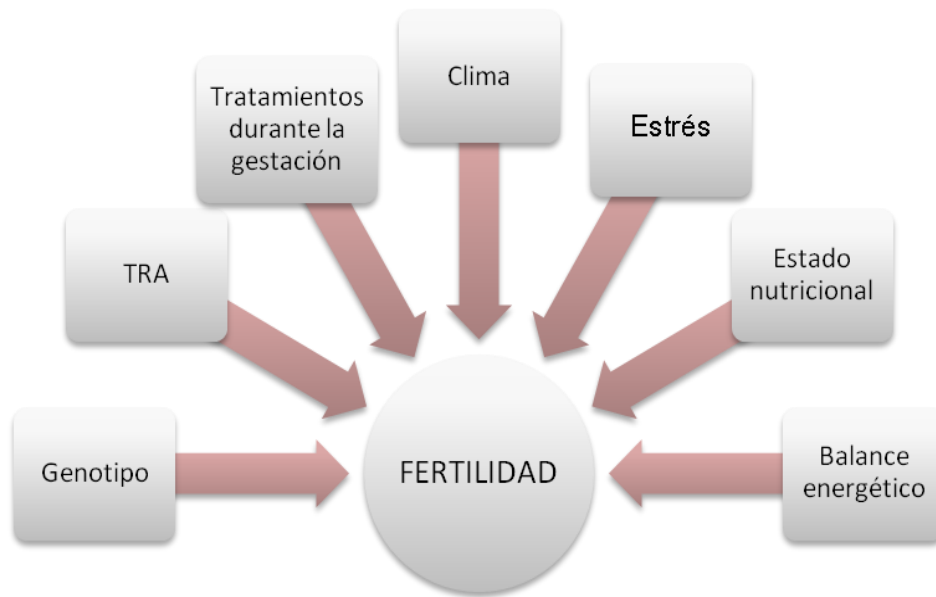 Clima
Tratamientos
durante la
gestación
Estrés
TRA
Estado
nutricional
Genotipo
FERTILIDAD
Balance
energético